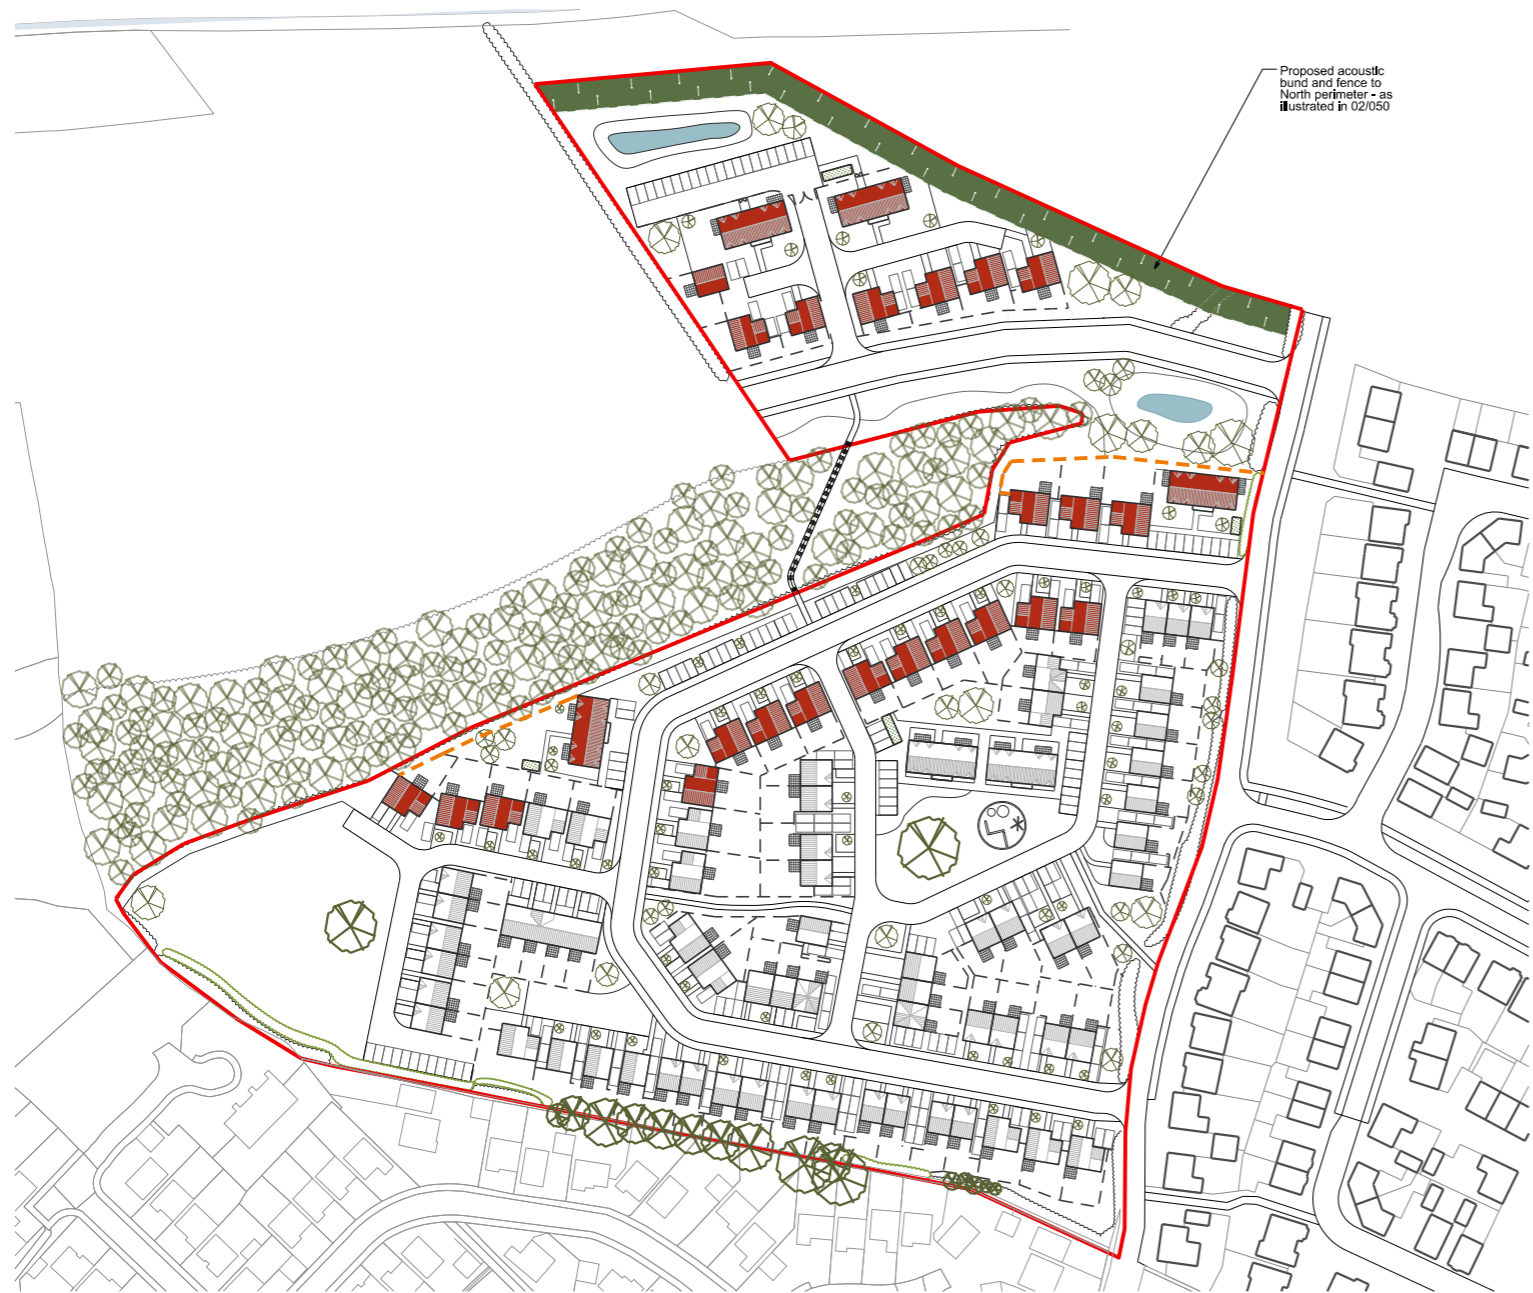 Proposed acoustic
bund and fence to
North perimeter - as
illustrated in 02/050